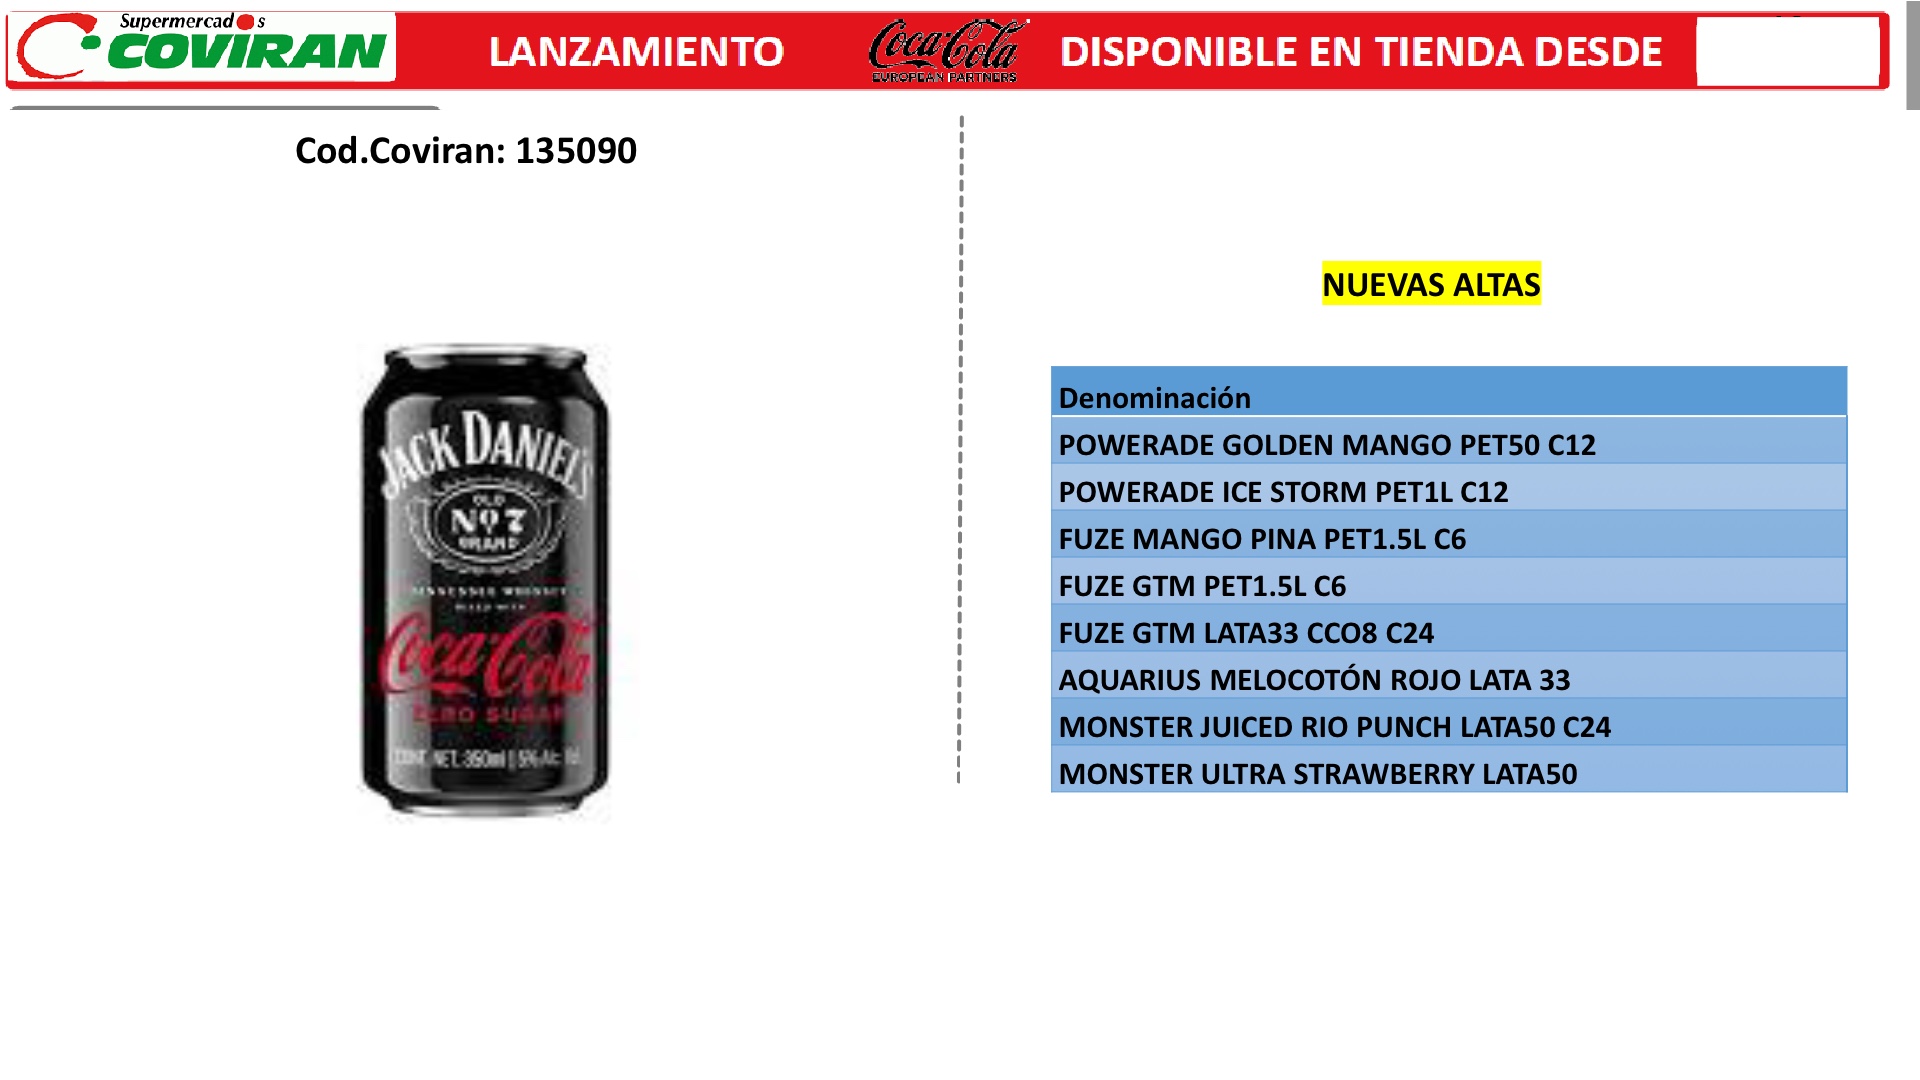 Supermercados
COVIRAN
LANZAMIENTO
Coca-Cola
EUROPEAN PARTNERS
DISPONIBLE EN TIENDA DESDE
Cod.Coviran: 135090
JACK DANIEL'S
OLD
Nº 7
BRAND
TENNESSEE WHISKEY
Coca-Cola
ZERO SUGAR
CONT. NET. 350ml | 5% Alc.
NUEVAS ALTAS
Denominación
POWERADE GOLDEN MANGO PET50 C12
POWERADE ICE STORM PET1L C12
FUZE MANGO PINA PET1.5L C6
FUZE GTM PET1.5L C6
FUZE GTM LATA33 CCO8 C24
AQUARIUS MELOCOTÓN ROJO LATA 33
MONSTER JUICED RIO PUNCH LATA50 C24
MONSTER ULTRA STRAWBERRY LATA50